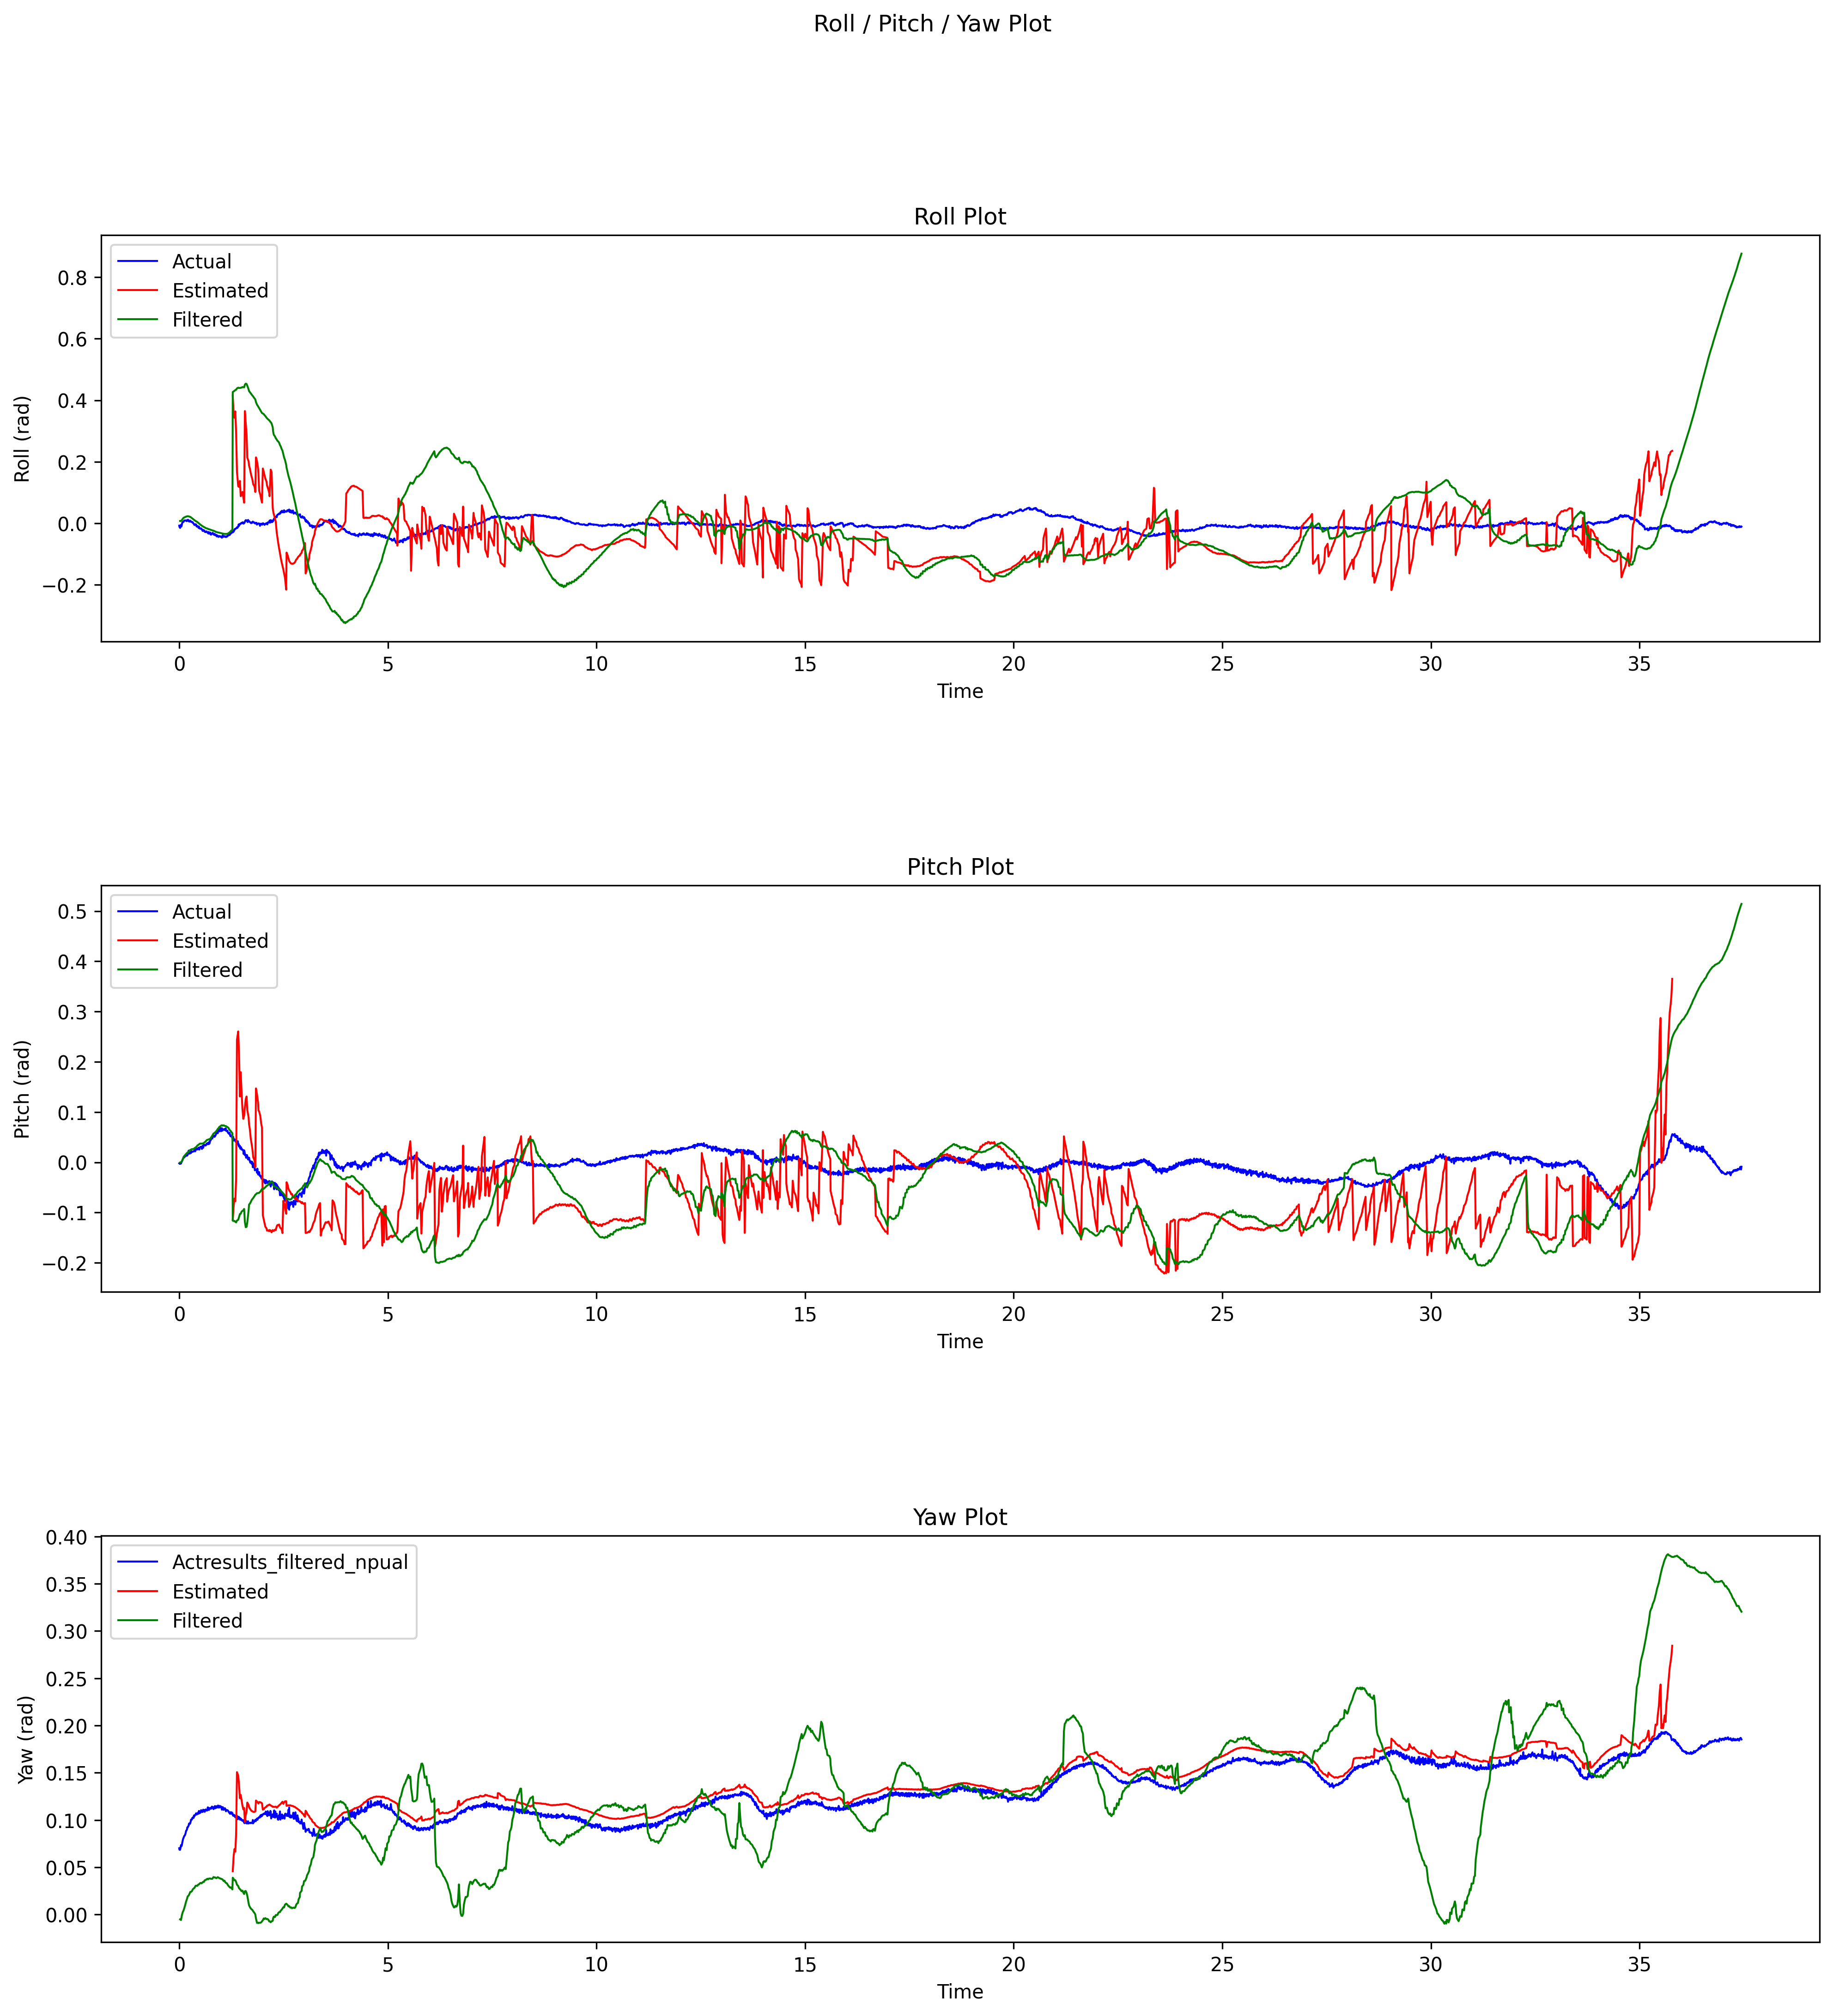 Roll / Pitch / Yaw Plot
Roll Plot
Actual
Estimated
Filtered
Roll (rad)
0.8
0.6
0.4
0.2
0.0
−0.2
0 5 10 15 20 25 30 35
Time
Pitch Plot
Actual
Estimated
Filtered
Pitch (rad)
0.5
0.4
0.3
0.2
0.1
0.0
−0.1
−0.2
0 5 10 15 20 25 30 35
Time
Yaw Plot
Actresults_filtered_npual
Estimated
Filtered
Yaw (rad)
0.40
0.35
0.30
0.25
0.20
0.15
0.10
0.05
0.00
0 5 10 15 20 25 30 35
Time